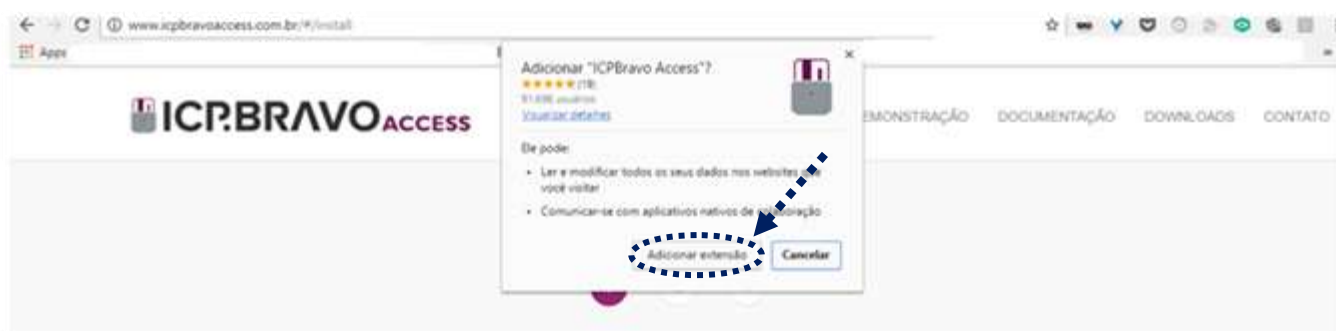 www.icpbravoaccess.com.br/#/install
Apps
Adicionar "ICPBravo Access"?
Visualizar detalhes
ICP.BRAVO ACCESS
EMONSTRAÇÃO DOCUMENTAÇÃO DOWNLOADS CONTATO
Ele pode:
• Ler e modificar todos os seus dados nos websites que
você visitar
• Comunicar-se com aplicativos nativos de colaboração
Adicionar extensão Cancelar